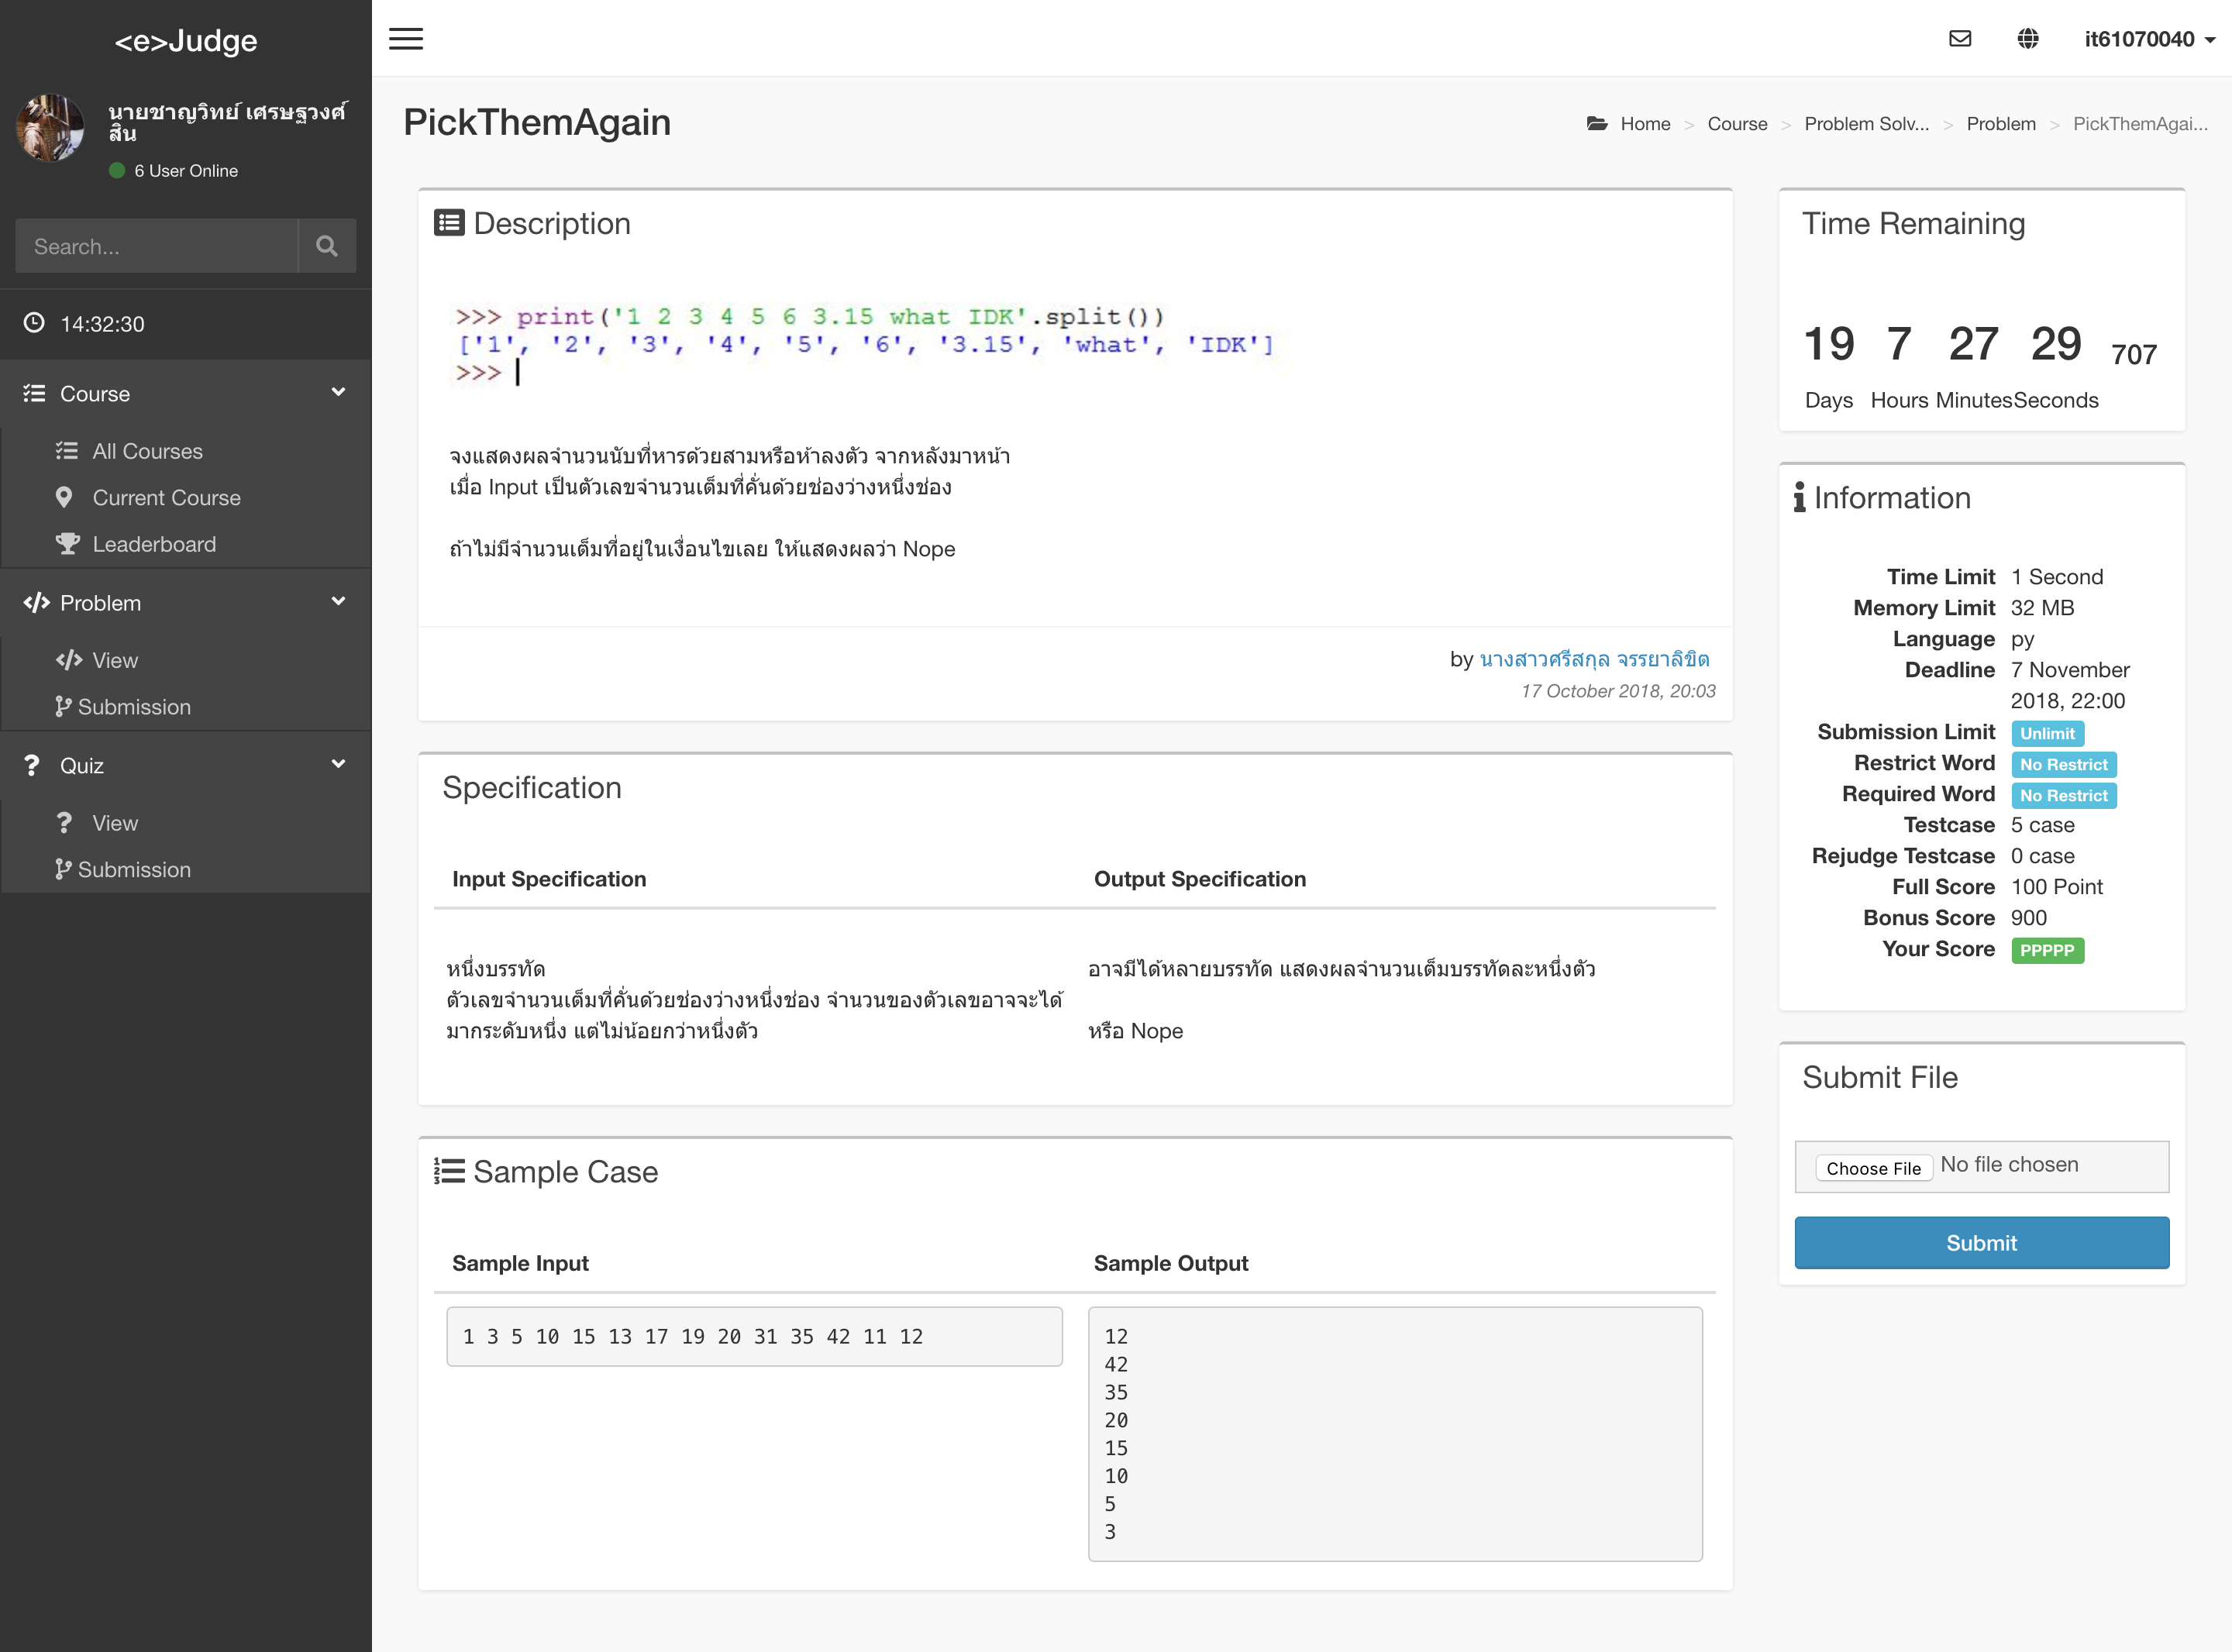 <e>Judge
นายชาญวิทย์ เศรษฐวงศ์
สิน
6 User Online
Search...
14:32:30
Course
All Courses
Current Course
Leaderboard
Problem
View
Submission
Quiz
View
Submission
it61070040
PickThemAgain
Home > Course > Problem Solv... > Problem > PickThemAgai...
Description
>>> print('1 2 3 4 5 6 3.15 what IDK'.split())
['1', '2', '3', '4', '5', '6', '3.15', 'what', 'IDK']
>>>
จงแสดงผลจำนวนนับที่หารด้วยสามหรือห้าลงตัว จากหลังมาหน้า
เมื่อ Input เป็นตัวเลขจำนวนเต็มที่คั่นด้วยช่องว่างหนึ่งช่อง
ถ้าไม่มีจำนวนเต็มที่อยู่ในเงื่อนไขเลย ให้แสดงผลว่า Nope
by นางสาวศรีสกุล จรรยาลิขิต
17 October 2018, 20:03
Specification
Input Specification
Output Specification
หนึ่งบรรทัด
ตัวเลขจำนวนเต็มที่คั่นด้วยช่องว่างหนึ่งช่อง จำนวนของตัวเลขอาจจะได้
มากระดับหนึ่ง แต่ไม่น้อยกว่าหนึ่งตัว
อาจมีได้หลายบรรทัด แสดงผลจำนวนเต็มบรรทัดละหนึ่งตัว
หรือ Nope
Sample Case
Sample Input
Sample Output
1 3 5 10 15 13 17 19 20 31 35 42 11 12
12
42
35
20
15
10
5
3
Time Remaining
19 7 27 29 707
Days Hours Minutes Seconds
Information
Time Limit 1 Second
Memory Limit 32 MB
Language py
Deadline 7 November
2018, 22:00
Submission Limit Unlimit
Restrict Word No Restrict
Required Word No Restrict
Testcase 5 case
Rejudge Testcase 0 case
Full Score 100 Point
Bonus Score 900
Your Score PPPPP
Submit File
Choose File No file chosen
Submit